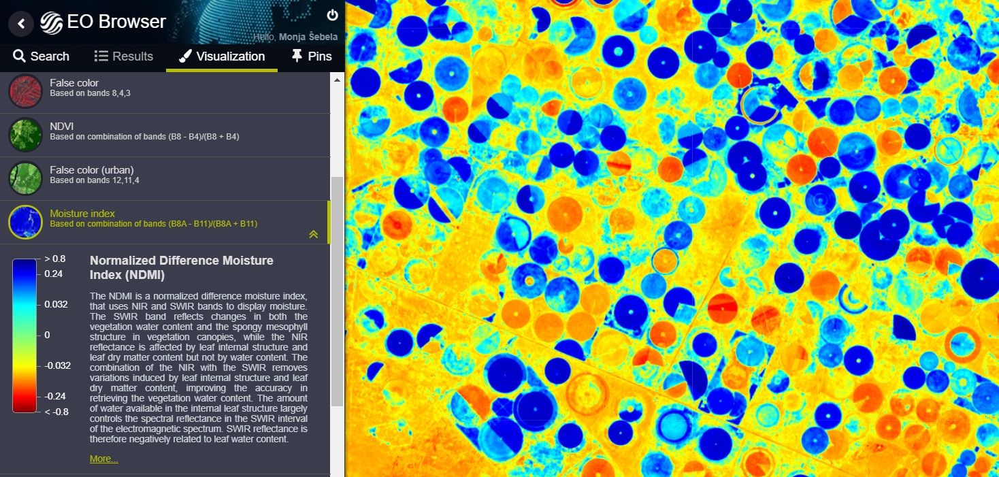 EO Browser
Hello, Monja Šebela
Search
Results
Visualization
Pins
False color
Based on bands 8,4,3
NDVI
Based on combination of bands (B8 - B4)/(B8 + B4)
False color (urban)
Based on bands 12,11,4
Moisture index
Based on combination of bands (B8A - B11)/(B8A + B11)
> 0.8
0.24
0.032
0
-0.032
-0.24
< -0.8
Normalized Difference Moisture
Index (NDMI)
The NDMI is a normalized difference moisture index,
that uses NIR and SWIR bands to display moisture.
The SWIR band reflects changes in both the
vegetation water content and the spongy mesophyll
structure in vegetation canopies, while the NIR
reflectance is affected by leaf internal structure and
leaf dry matter content but not by water content. The
combination of the NIR with the SWIR removes
variations induced by leaf internal structure and leaf
dry matter content, improving the accuracy in
retrieving the vegetation water content. The amount
of water available in the internal leaf structure largely
controls the spectral reflectance in the SWIR interval
of the electromagnetic spectrum. SWIR reflectance is
therefore negatively related to leaf water content.
More...